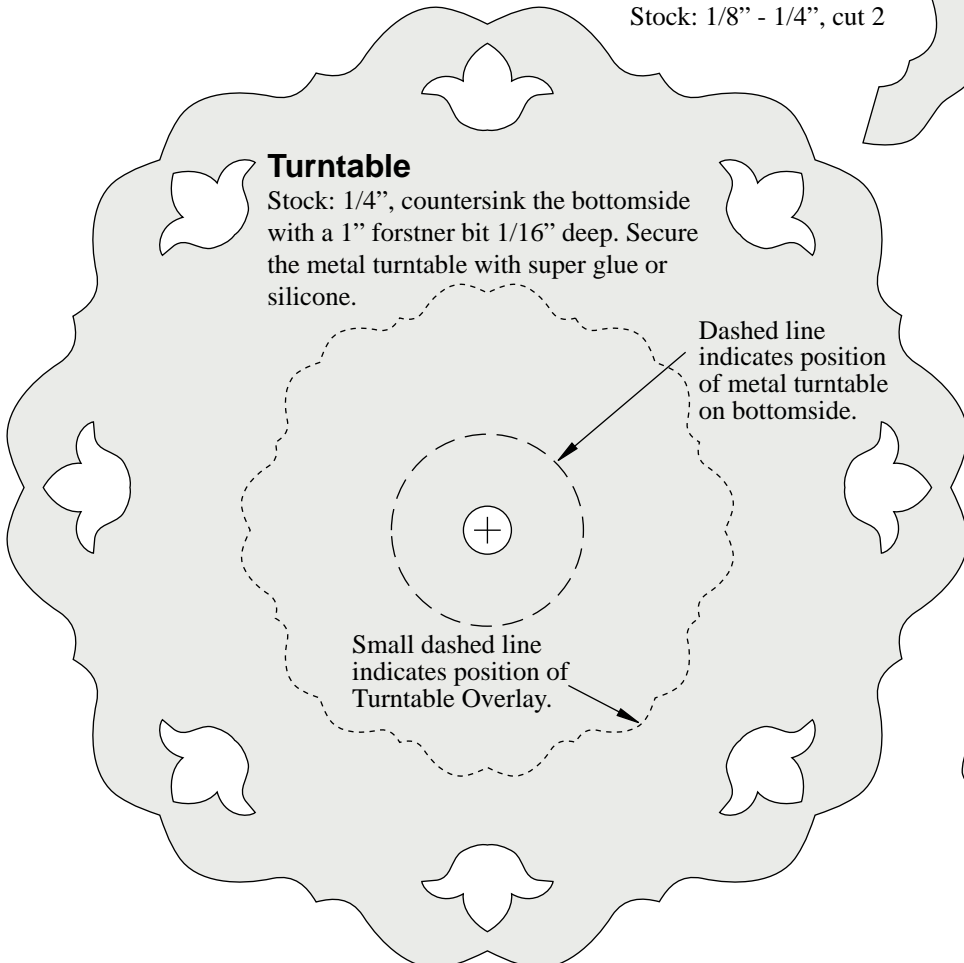 Stock: 1/8” - 1/4”, cut 2
Turntable
Stock: 1/4”, countersink the bottomside
with a 1” forstner bit 1/16” deep. Secure
the metal turntable with super glue or
silicone.
Dashed line
indicates position
of metal turntable
on bottomside.
Small dashed line
indicates position of
Turntable Overlay.